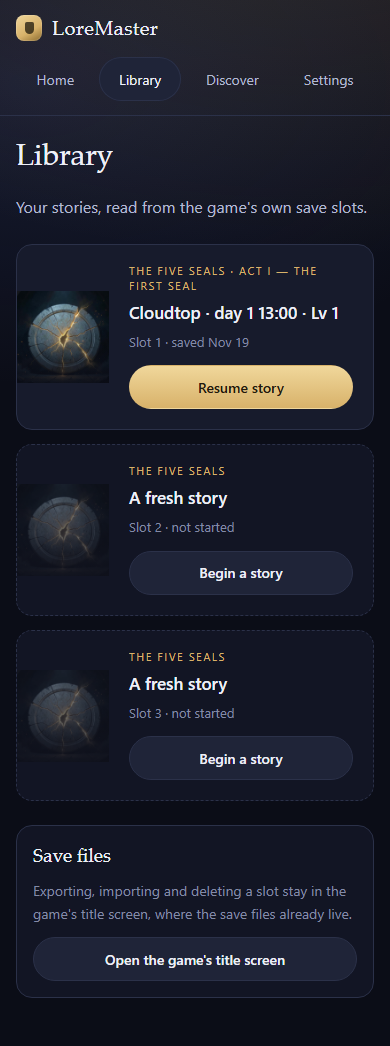 LoreMaster
Home
Library
Discover
Settings
Library
Your stories, read from the game's own save slots.
THE FIVE SEALS · ACT I — THE
FIRST SEAL
Cloudtop · day 1 13:00 · Lv 1
Slot 1 · saved Nov 19
Resume story
THE FIVE SEALS
A fresh story
Slot 2 · not started
Begin a story
THE FIVE SEALS
A fresh story
Slot 3 · not started
Begin a story
Save files
Exporting, importing and deleting a slot stay in the
game's title screen, where the save files already live.
Open the game's title screen